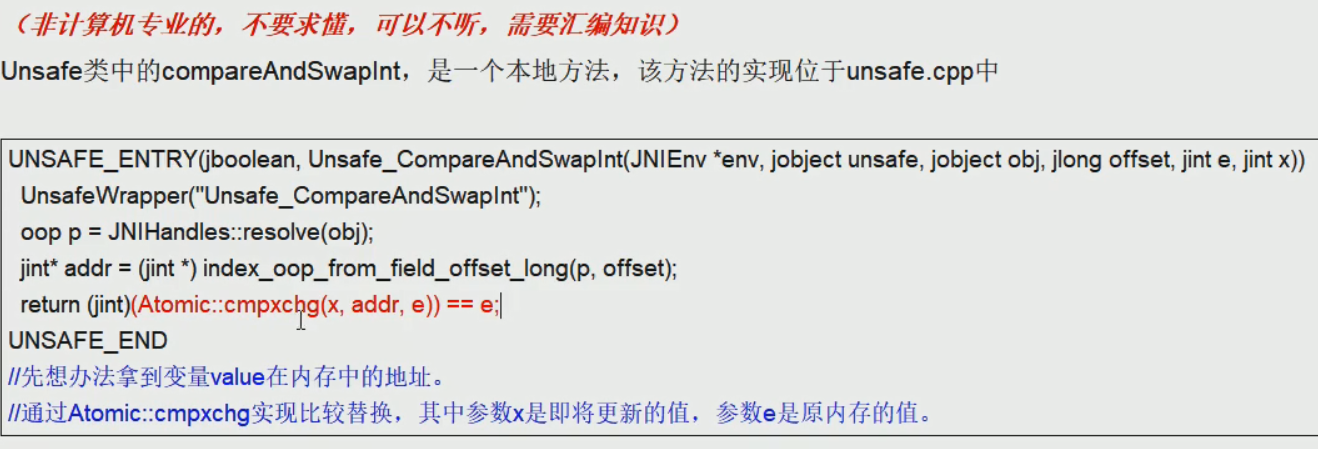 （非计算机专业的，不要求懂，可以不听，需要汇编知识）
Unsafe类中的compareAndSwapInt，是一个本地方法，该方法的实现位于unsafe.cpp中
UNSAFE_ENTRY(jboolean, Unsafe_CompareAndSwapInt(JNIEnv *env, jobject unsafe, jobject obj, jlong offset, jint e, jint x))
UnsafeWrapper("Unsafe_CompareAndSwapInt");
oop p = JNIHandles::resolve(obj);
jint* addr = (jint *) index_oop_from_field_offset_long(p, offset);
return (jint)(Atomic::cmpxchg(x, addr, e)) == e;
UNSAFE_END
//先想办法拿到变量value在内存中的地址。
//通过Atomic::cmpxchg实现比较替换，其中参数x是即将更新的值，参数e是原内存的值。